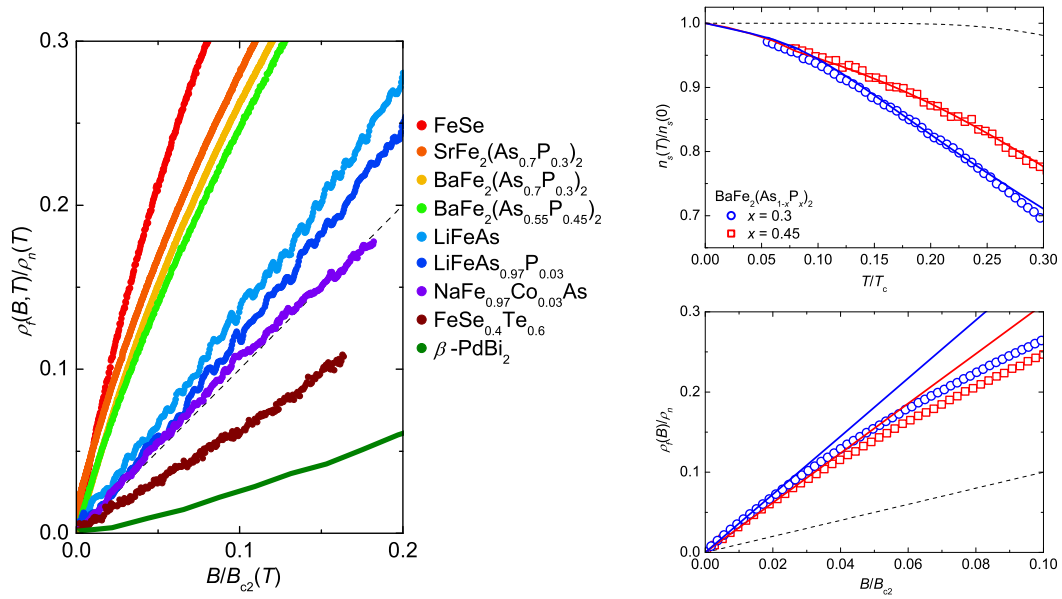 0.3
0.2
0.1
0.0
ρf(B,T)/ρn(T)
0.0
0.1
0.2
B/Bc2(T)
FeSe
SrFe2(As0.7P0.3)2
BaFe2(As0.7P0.3)2
BaFe2(As0.55P0.45)2
LiFeAs
LiFeAs0.97P0.03
NaFe0.97Co0.03As
FeSe0.4Te0.6
β-PdBi2
1.0
0.9
0.8
0.7
ns(T)/ns(0)
BaFe2(As1-xPx)2
x = 0.3
x = 0.45
0.00
0.05
0.10
0.15
0.20
0.25
0.30
T/Tc
0.3
0.2
0.1
0.0
ρf(B)/ρn
0.00
0.02
0.04
0.06
0.08
0.10
B/Bc2